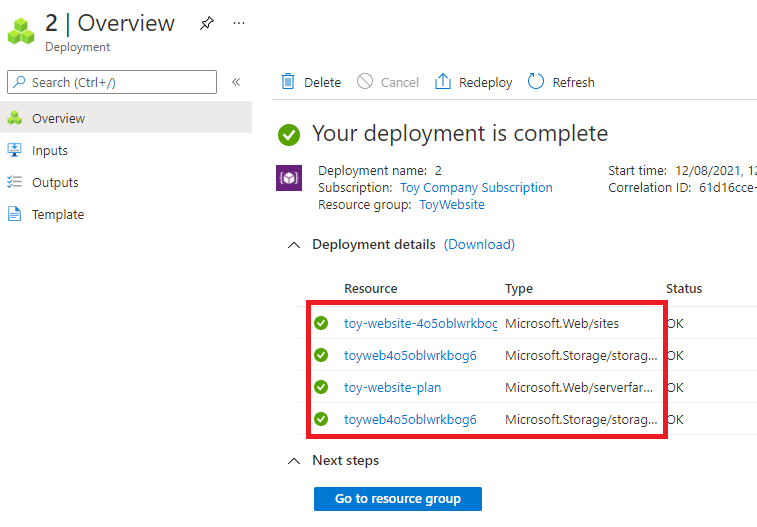 2 | Overview
Deployment
Search (Ctrl+/)
Overview
Inputs
Outputs
Template
Delete Cancel Redeploy Refresh
Your deployment is complete
Deployment name: 2 Start time: 12/08/2021, 12
Subscription: Toy Company Subscription Correlation ID: 61d16cce-
Resource group: ToyWebsite
Deployment details (Download)
Resource Type Status
toy-website-4o5oblwrkbog Microsoft.Web/sites OK
toyweb4o5oblwrkbog6 Microsoft.Storage/storag... OK
toy-website-plan Microsoft.Web/serverfar... OK
toyweb4o5oblwrkbog6 Microsoft.Storage/storag... OK
Next steps
Go to resource group